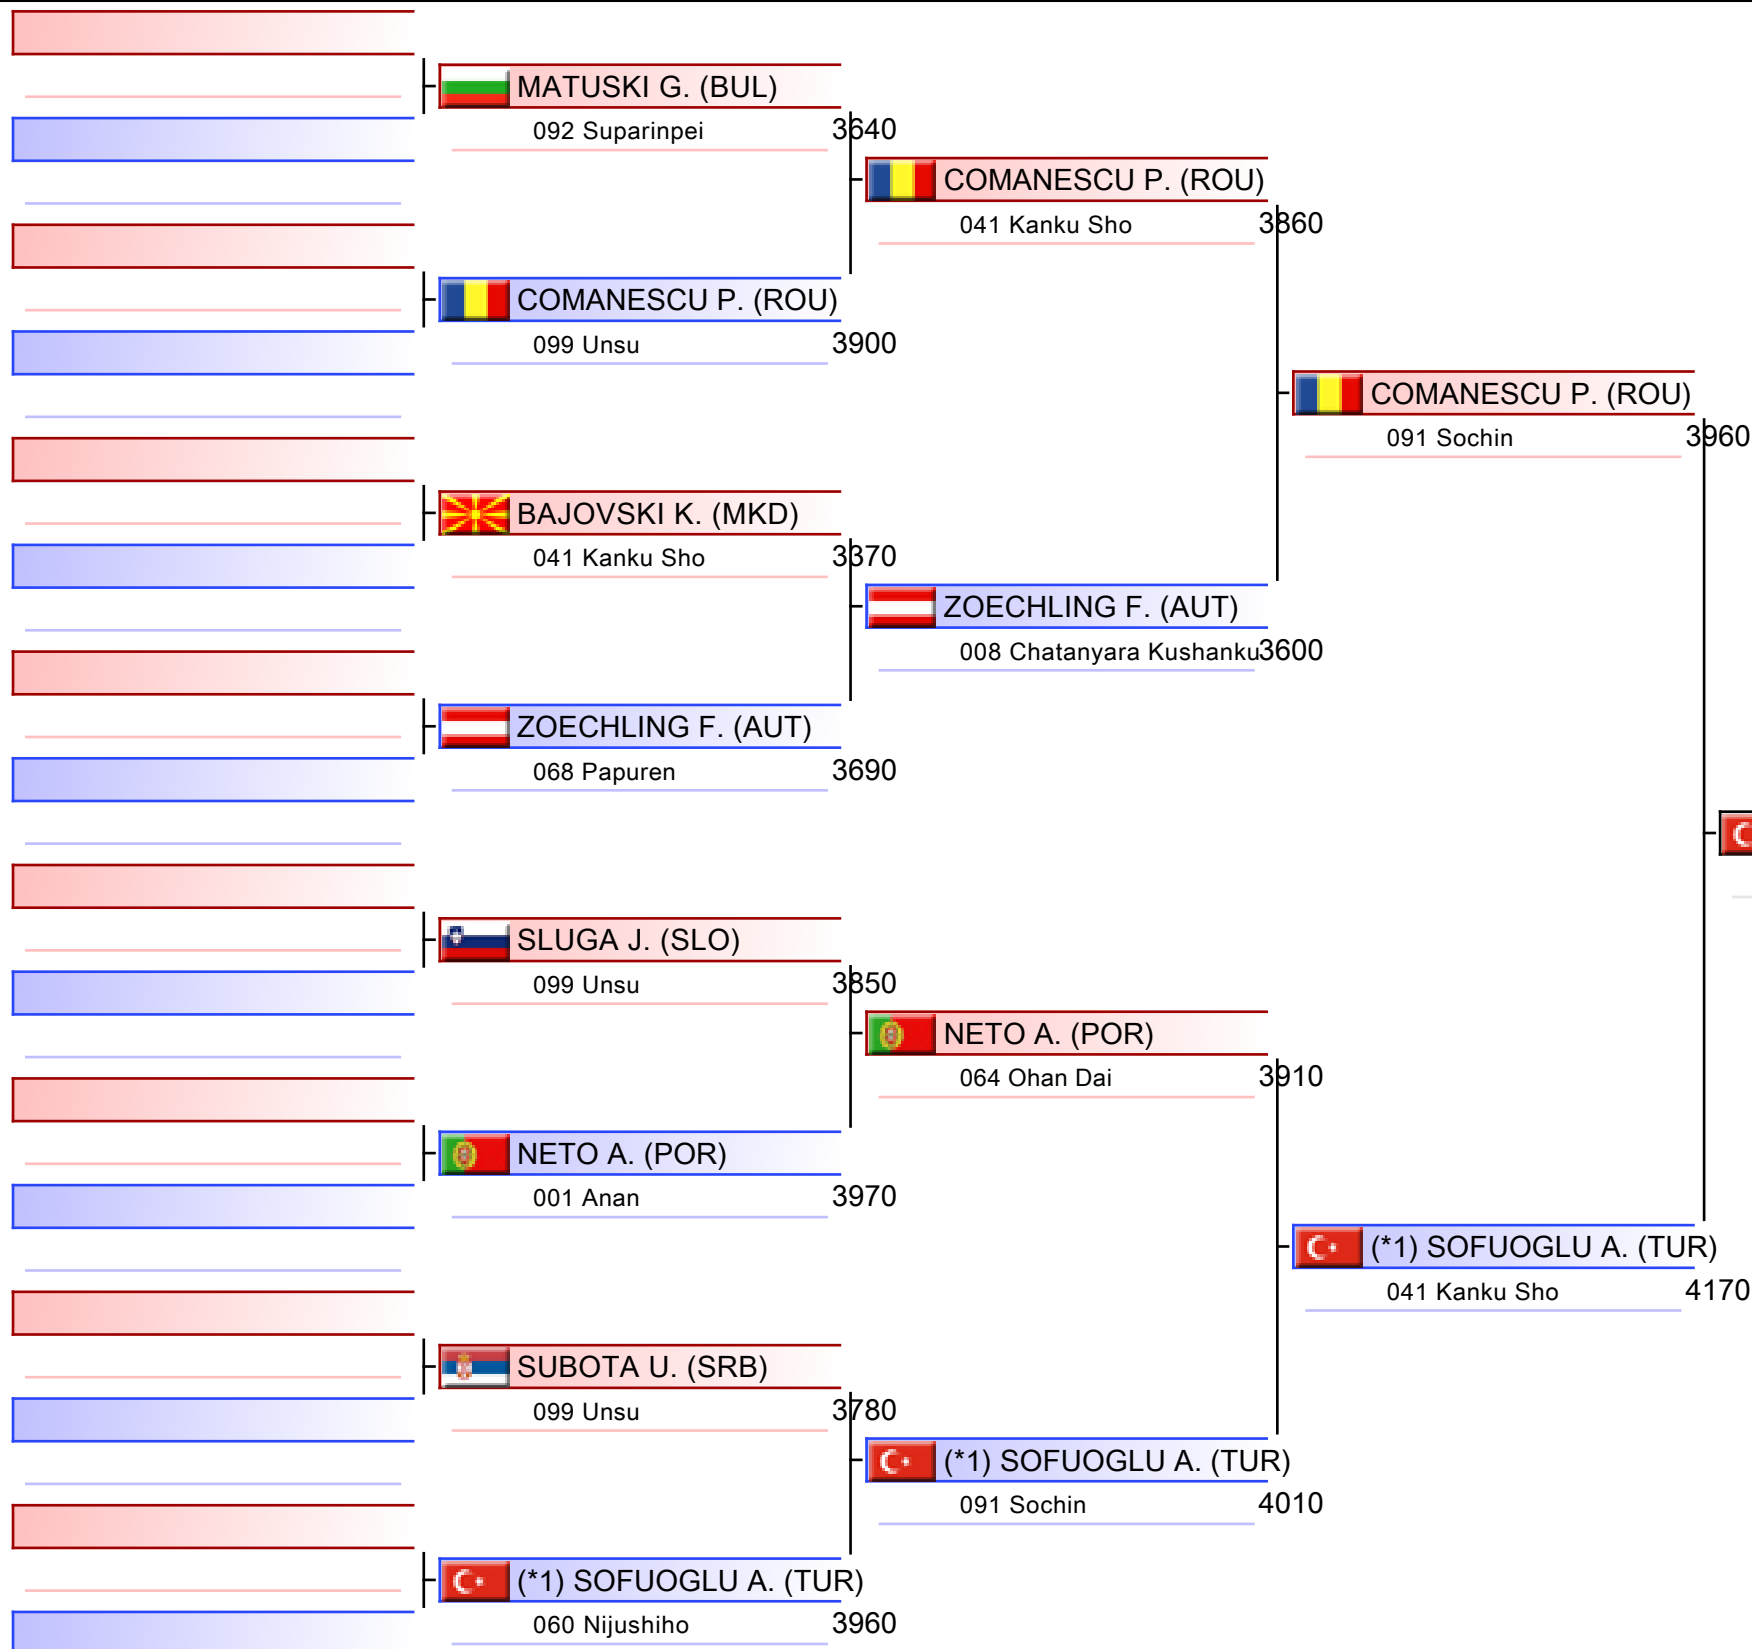 MATUSKI G. (BUL)
092 Suparinpei 3640
COMANESCU P. (ROU)
041 Kanku Sho 3860
COMANESCU P. (ROU)
099 Unsu 3900
COMANESCU P. (ROU)
091 Sochin 3960
BAJOVSKI K. (MKD)
041 Kanku Sho 3370
ZOECHLING F. (AUT)
008 Chatanyara Kushanku 3600
ZOECHLING F. (AUT)
068 Papuren 3690
SLUGA J. (SLO)
099 Unsu 3850
NETO A. (POR)
064 Ohan Dai 3910
NETO A. (POR)
001 Anan 3970
(*1) SOFUOGLU A. (TUR)
041 Kanku Sho 4170
SUBOTA U. (SRB)
099 Unsu 3780
(*1) SOFUOGLU A. (TUR)
091 Sochin 4010
(*1) SOFUOGLU A. (TUR)
060 Nijushiho 3960